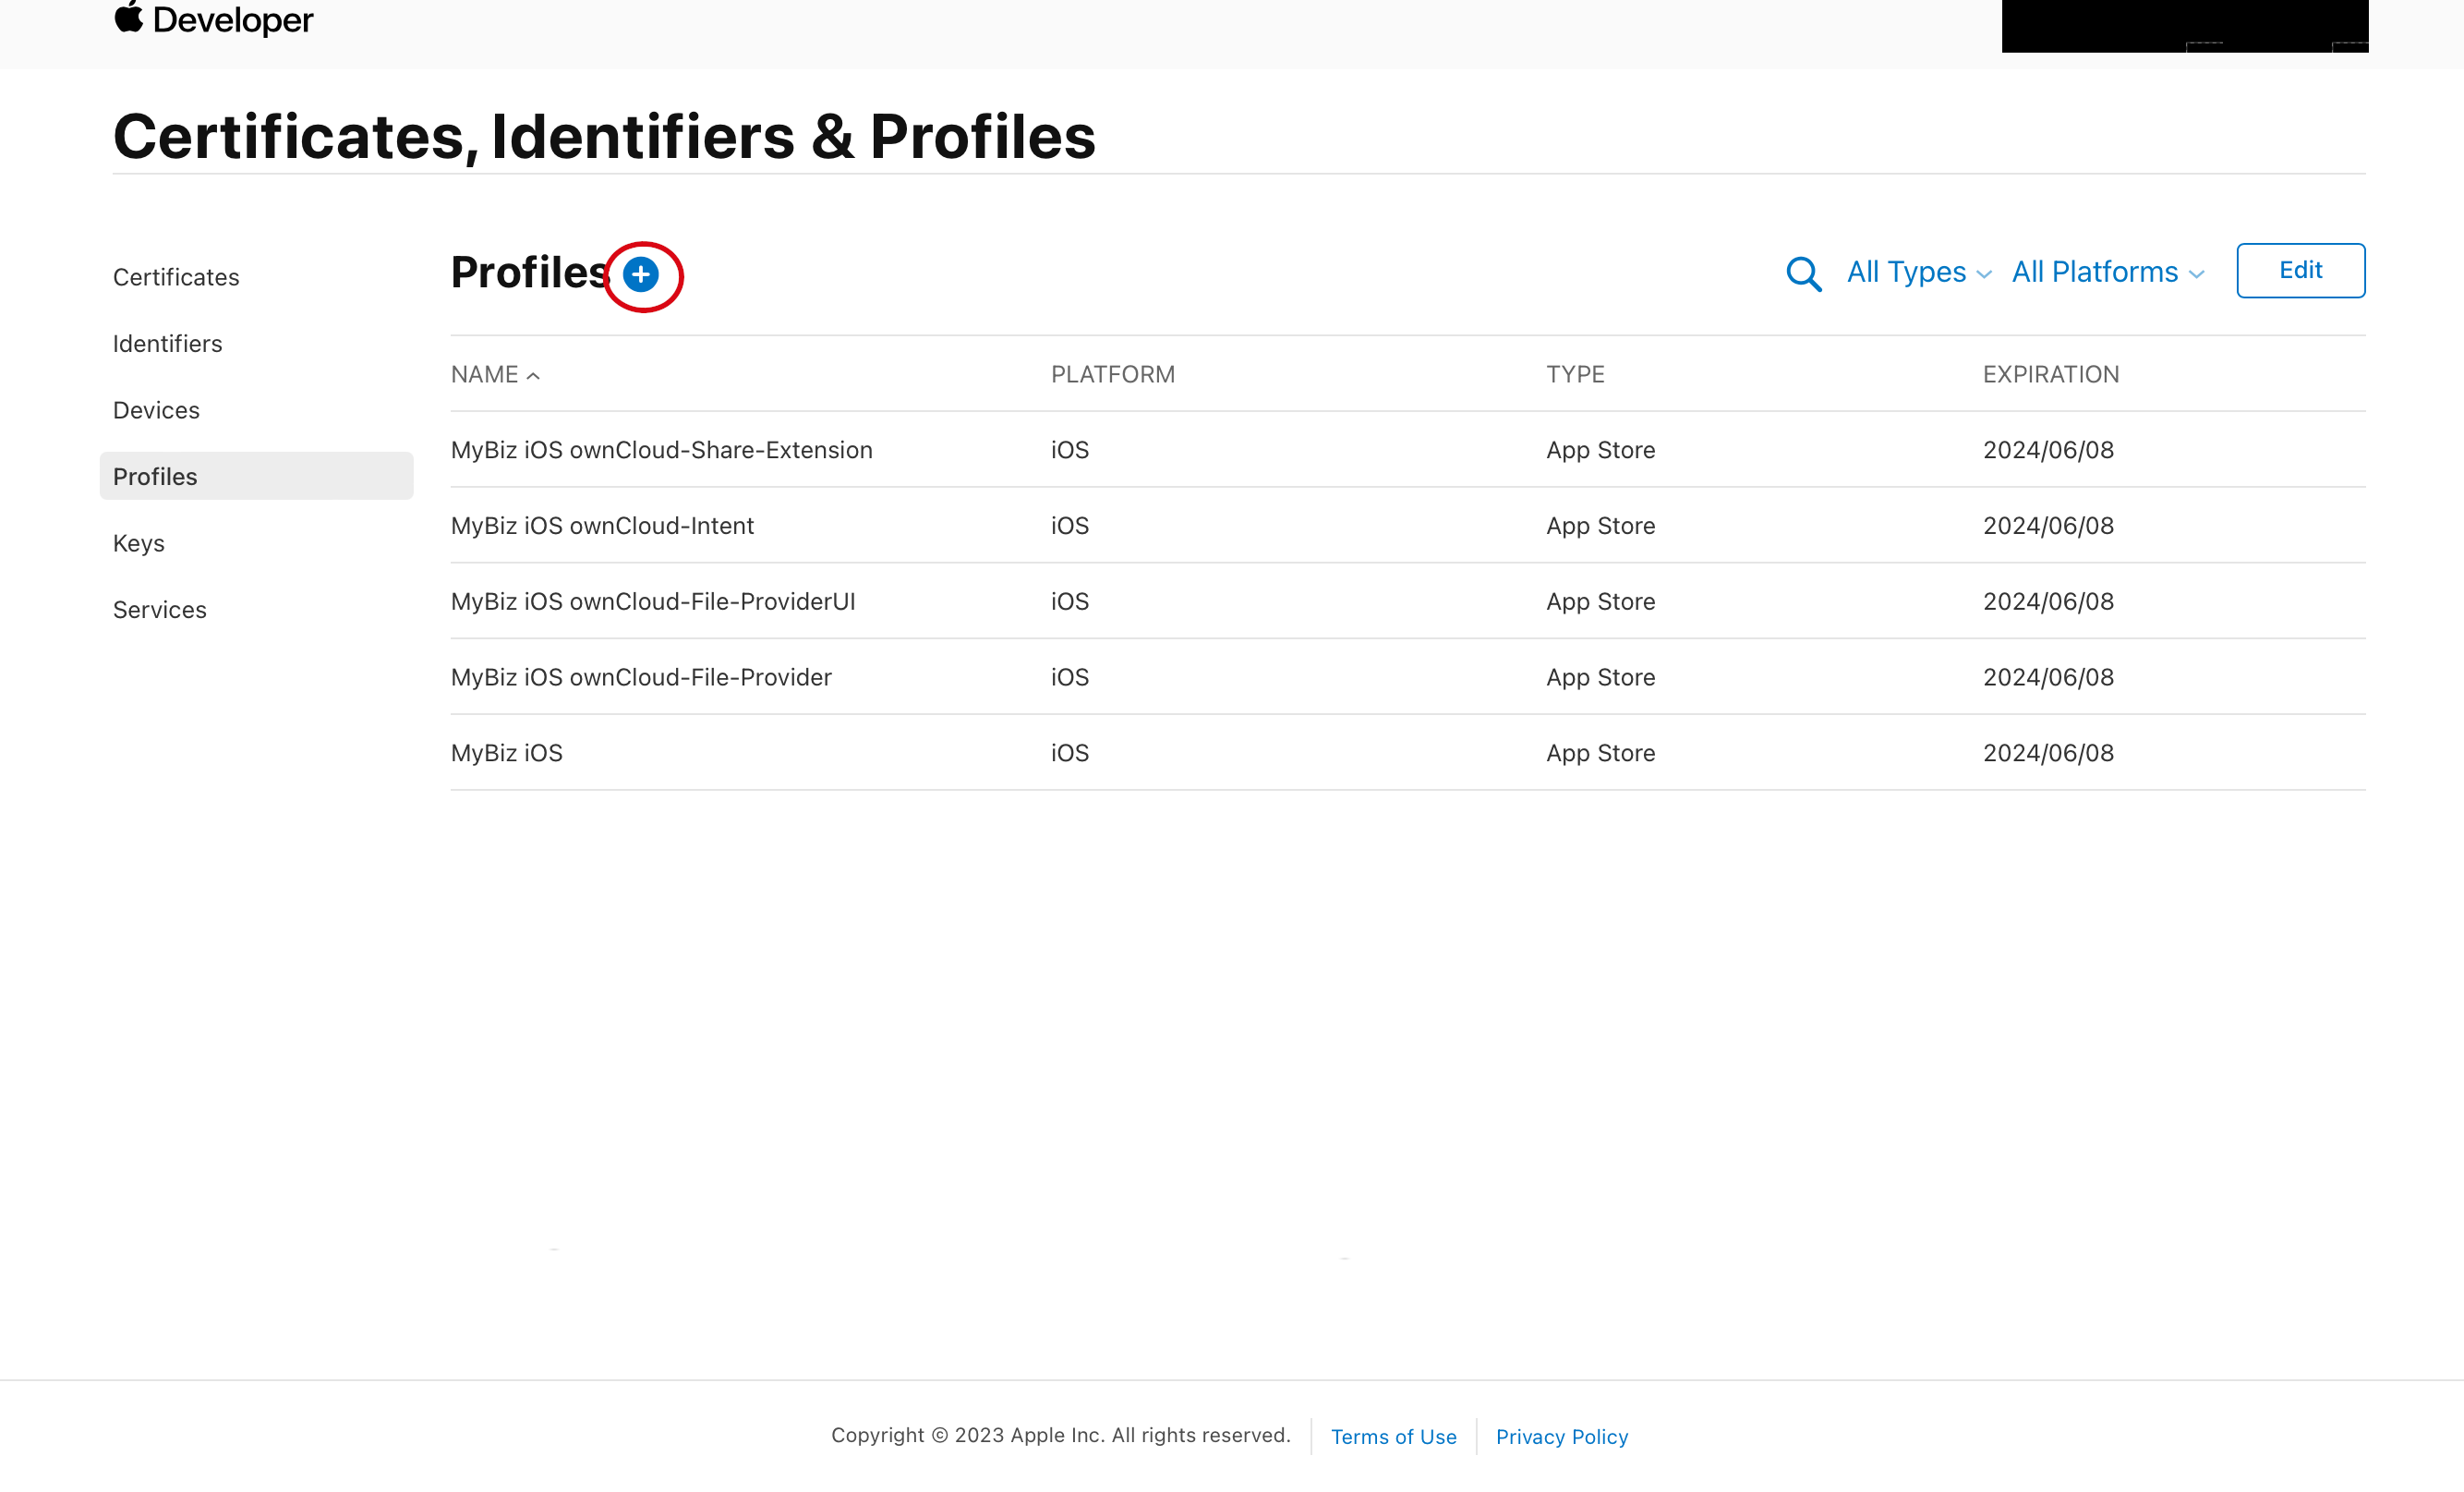 Developer
Certificates, Identifiers & Profiles
Certificates
Identifiers
Devices
Profiles
Keys
Services
Profiles
All Types
All Platforms
Edit
NAME PLATFORM TYPE EXPIRATION
MyBiz iOS ownCloud-Share-Extension iOS App Store 2024/06/08
MyBiz iOS ownCloud-Intent iOS App Store 2024/06/08
MyBiz iOS ownCloud-File-ProviderUI iOS App Store 2024/06/08
MyBiz iOS ownCloud-File-Provider iOS App Store 2024/06/08
MyBiz iOS iOS App Store 2024/06/08
Copyright © 2023 Apple Inc. All rights reserved. Terms of Use Privacy Policy